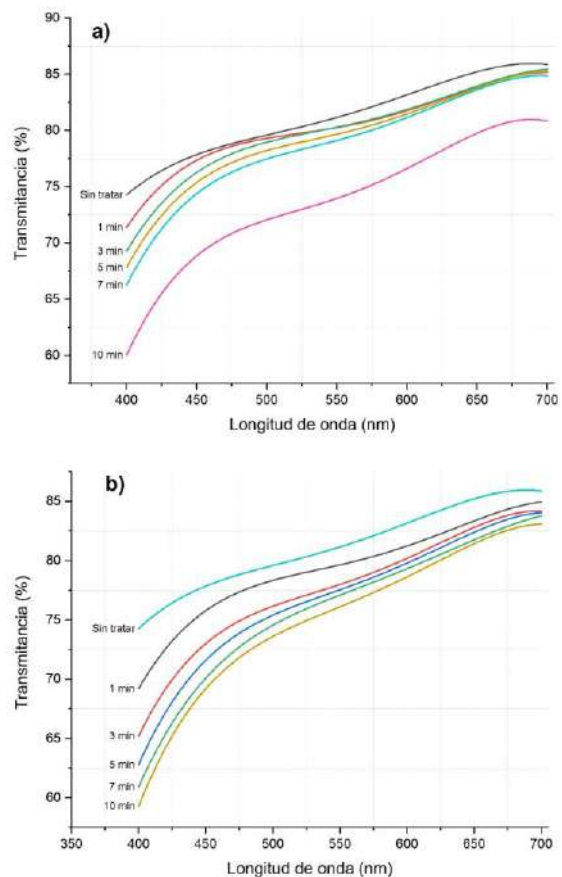 a)
90
85
80
75
70
65
60
Transmitancia (%)
Sin tratar
1 min
3 min
5 min
7 min
10 min
400
450
500
550
600
650
700
Longitud de onda (nm)
b)
85
80
75
70
65
60
Transmitancia (%)
Sin tratar
1 min
3 min
5 min
7 min
10 min
350
400
450
500
550
600
650
700
Longitud de onda (nm)